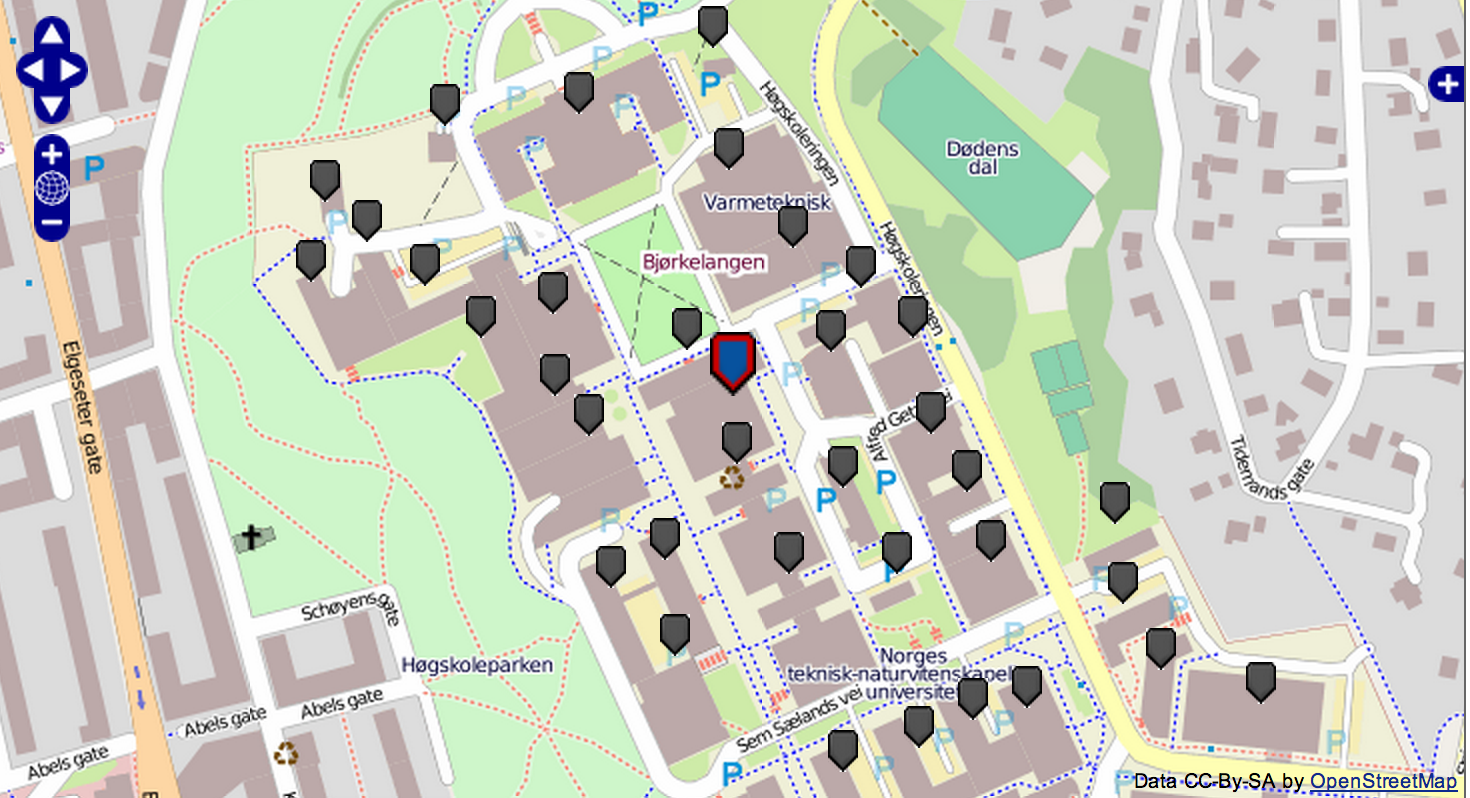 P
P
P
P
P
P
P
Høgskoleringen
Dødens
dal
Varmeteknisk
P
P
P
Høgskoleringen
Bjørkelangen
P
P
Elgeseter gate
P
Alfred Get
Tidemands gate
P
P
P
P
P
P
P
Schøyens gate
P
Høgskoleparken
Norges
teknisk-naturvitenskapel
universitet
Abels gate
Abels gate
Sem Sælands vei
P
P
P
Abels gate
P
P
Data CC-By-SA by OpenStreetMap